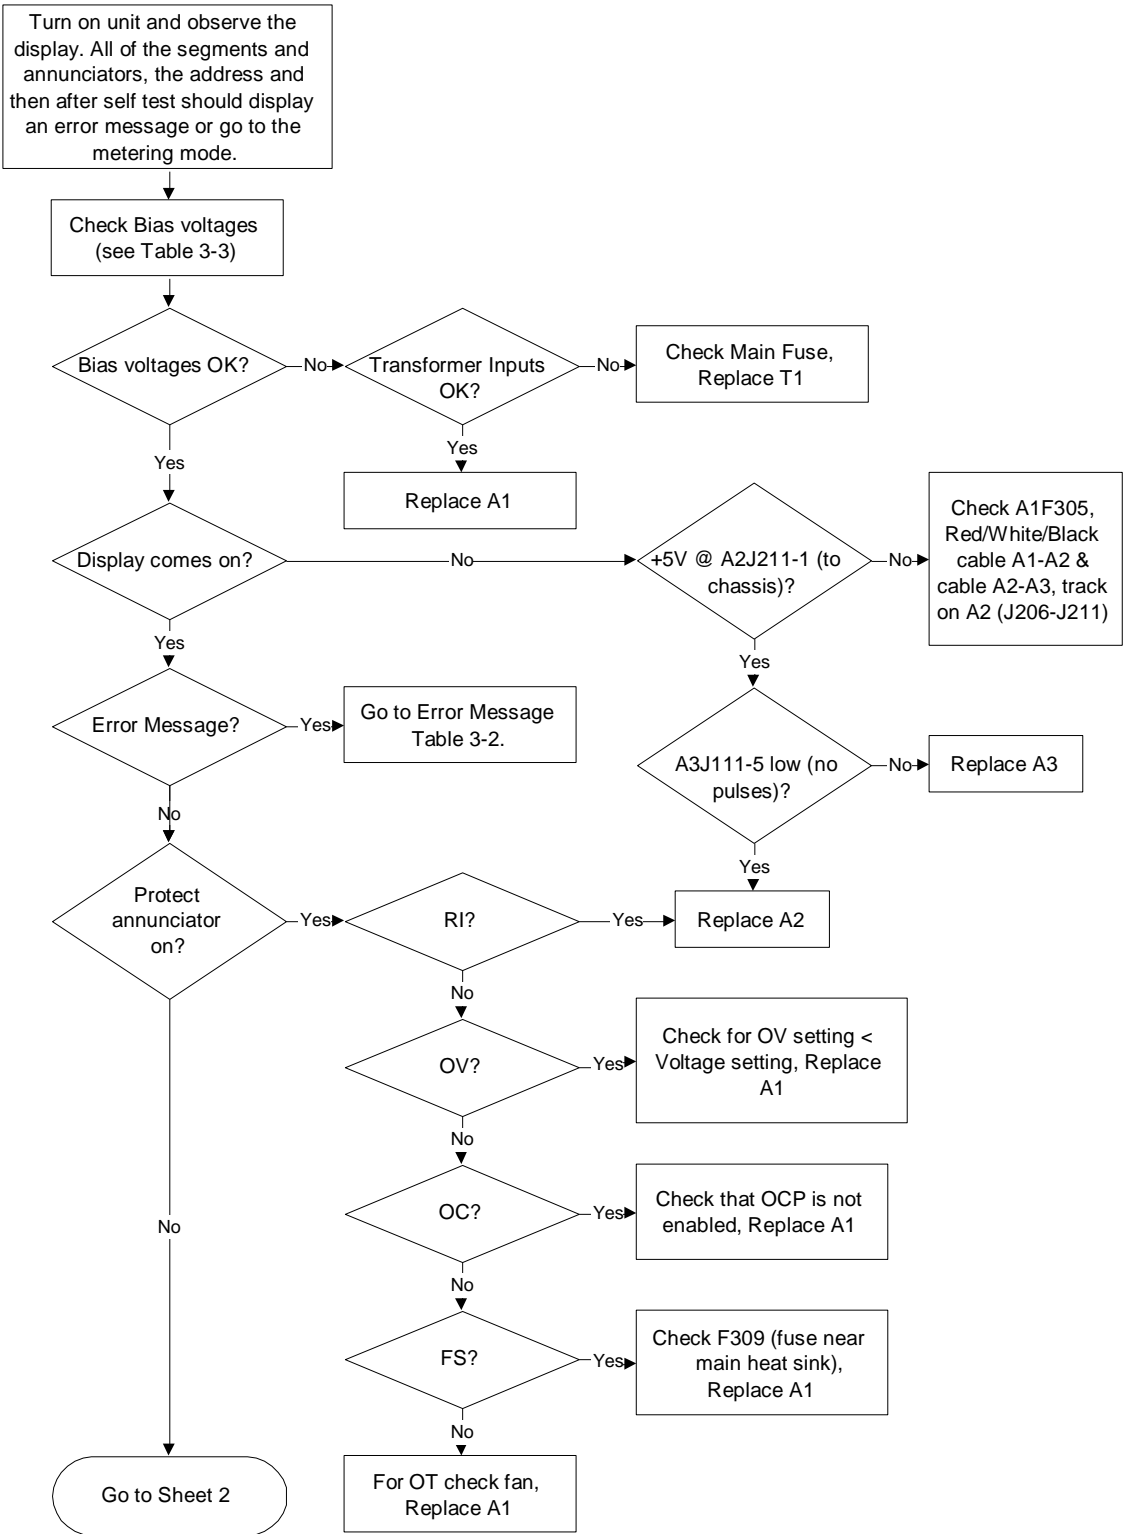 Turn on unit and observe the
display. All of the segments and
annunciators, the address and
then after self test should display
an error message or go to the
metering mode.
Check Bias voltages
(see Table 3-3)
Bias voltages OK?
No
Transformer Inputs
OK?
No
Check Main Fuse,
Replace T1
Yes
Yes
Replace A1
Display comes on?
No
+5V @ A2J211-1 (to
chassis)?
No
Check A1F305,
Red/White/Black
cable A1-A2 &
cable A2-A3, track
on A2 (J206-J211)
Yes
Yes
Error Message?
Yes
Go to Error Message
Table 3-2.
A3J111-5 low (no
pulses)?
No
Replace A3
No
Yes
Protect
annunciator
on?
Yes
RI?
Yes
Replace A2
No
OV?
Yes
Check for OV setting <
Voltage setting, Replace
A1
No
OC?
Yes
Check that OCP is not
enabled, Replace A1
No
No
FS?
Yes
Check F309 (fuse near
main heat sink),
Replace A1
No
Go to Sheet 2
For OT check fan,
Replace A1